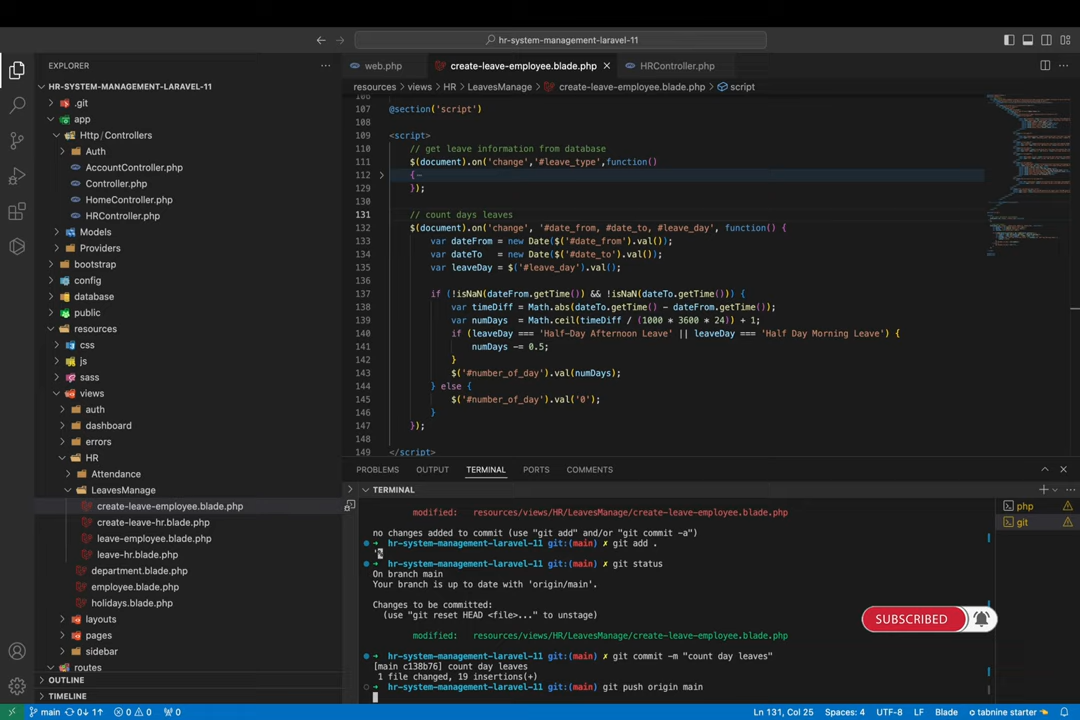 hr-system-management-laravel-11
EXPLORER
web.php
create-leave-employee.blade.php
HRController.php
HR-SYSTEM-MANAGEMENT-LARAVEL-11
.git
app
Http / Controllers
Auth
AccountController.php
Controller.php
HomeController.php
HRController.php
Models
Providers
bootstrap
config
database
public
resources
css
js
sass
views
auth
dashboard
errors
HR
Attendance
LeavesManage
create-leave-employee.blade.php
create-leave-hr.blade.php
leave-employee.blade.php
leave-hr.blade.php
department.blade.php
employee.blade.php
holidays.blade.php
layouts
pages
sidebar
routes
OUTLINE
TIMELINE
resources > views > HR > LeavesManage > create-leave-employee.blade.php > script
107 @section('script')
108
109 <script>
110 // get leave information from database
111 $(document).on('change','#leave_type',function()
112 {
129 });
130
131 // count days leaves
132 $(document).on('change', '#date_from, #date_to, #leave_day', function() {
133 var dateFrom = new Date($('#date_from').val());
134 var dateTo = new Date($('#date_to').val());
135 var leaveDay = $('#leave_day').val();
136
137 if (!isNaN(dateFrom.getTime()) && !isNaN(dateTo.getTime())) {
138 var timeDiff = Math.abs(dateTo.getTime() - dateFrom.getTime());
139 var numDays = Math.ceil(timeDiff / (1000 * 3600 * 24)) + 1;
140 if (leaveDay === 'Half-Day Afternoon Leave' || leaveDay === 'Half Day Morning Leave') {
141 numDays -= 0.5;
142 }
143 $('#number_of_day').val(numDays);
144 } else {
145 $('#number_of_day').val('0');
146 }
147 });
148
149 </script>
PROBLEMS OUTPUT TERMINAL PORTS COMMENTS
TERMINAL
php
git
modified: resources/views/HR/LeavesManage/create-leave-employee.blade.php
no changes added to commit (use "git add" and/or "git commit -a")
→ hr-system-management-laravel-11 git:(main) ✗ git add .
'%
→ hr-system-management-laravel-11 git:(main) ✗ git status
On branch main
Your branch is up to date with 'origin/main'.
Changes to be committed:
(use "git reset HEAD <file>..." to unstage)
modified: resources/views/HR/LeavesManage/create-leave-employee.blade.php
→ hr-system-management-laravel-11 git:(main) ✗ git commit -m "count day leaves"
[main c138b76] count day leaves
1 file changed, 19 insertions(+)
→ hr-system-management-laravel-11 git:(main) git push origin main
SUBSCRIBED
main 0↓ 1↑ 0 0 0
Ln 131, Col 25 Spaces: 4 UTF-8 LF Blade tabnine starter